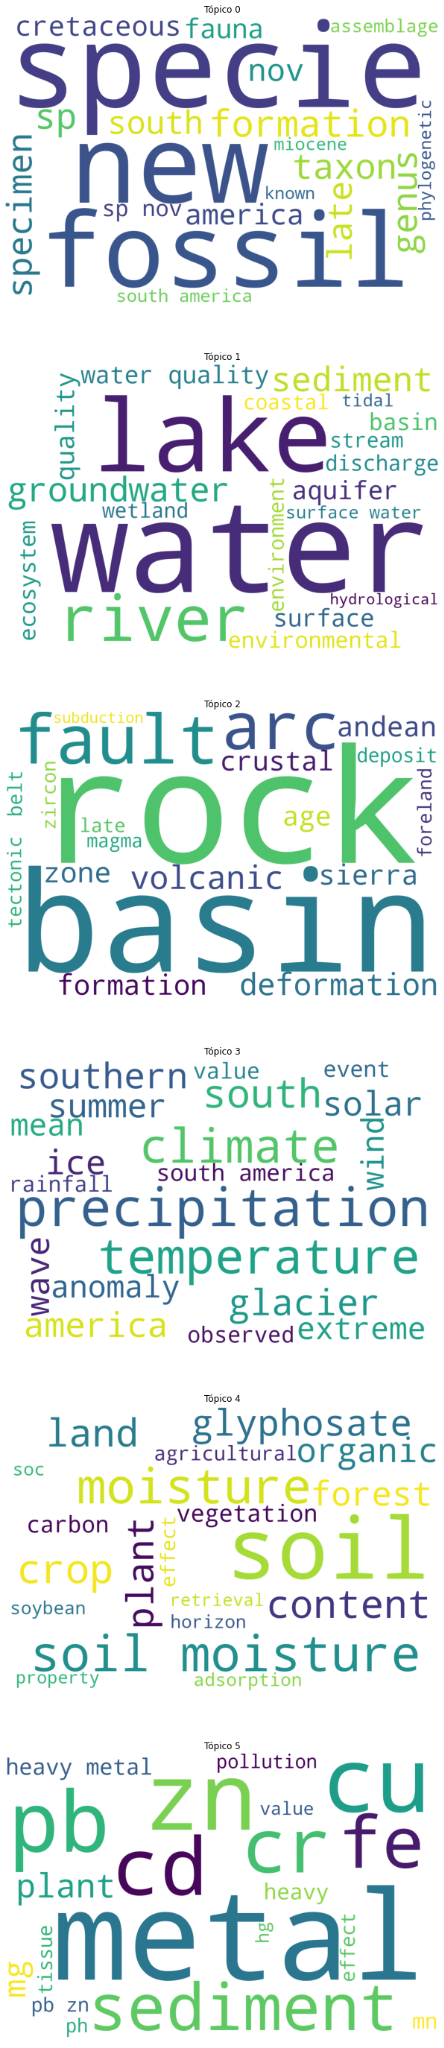 Tópico 0
cretaceous fauna assemblage
specie
nov
sp south formation
phylogenetic
new
miocene
specimen
taxon
known
genus
late
sp nov america
fossil
south america
Tópico 1
water quality sediment
quality
coastal tidal
lake
basin
stream
discharge
groundwater aquifer
wetland
environment
surface water
ecosystem
water
hydrological
river
surface
environmental
Tópico 2
subduction
fault arc andean
crustal deposit
zircon
rock
foreland
age
late
magma
tectonic belt
zone volcanic sierra
basin
formation deformation
Tópico 3
southern value event
south
summer solar
mean
climate
wind
ice
south america
rainfall
precipitation
temperature
wave
anomaly
glacier
america
observed extreme
Tópico 4
land glyphosate
agricultural organic
soc
moisture forest
vegetation
carbon
plant
effect
soil
crop
retrieval content
soybean
horizon
soil moisture
property
adsorption
Tópico 5
heavy metal pollution
zn cu
pb
value
cd cr fe
plant
heavy
metal
hg
effect
tissue
mg
pb zn
sediment
ph
mn